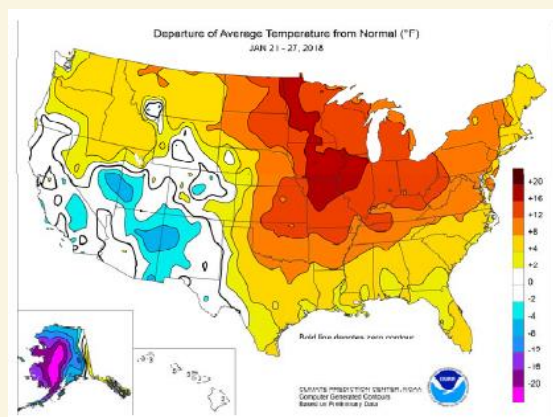 Departure of Average Temperature from Normal (°F)
JAN 21 - 27, 2018
+20
+16
+12
+8
+4
+2
-2
-4
-8
-12
-16
-20
Bold line denotes zero contour
CLIMATE PREDICTION CENTER, NOAA
Computer Generated Contours
Based on Preliminary Data